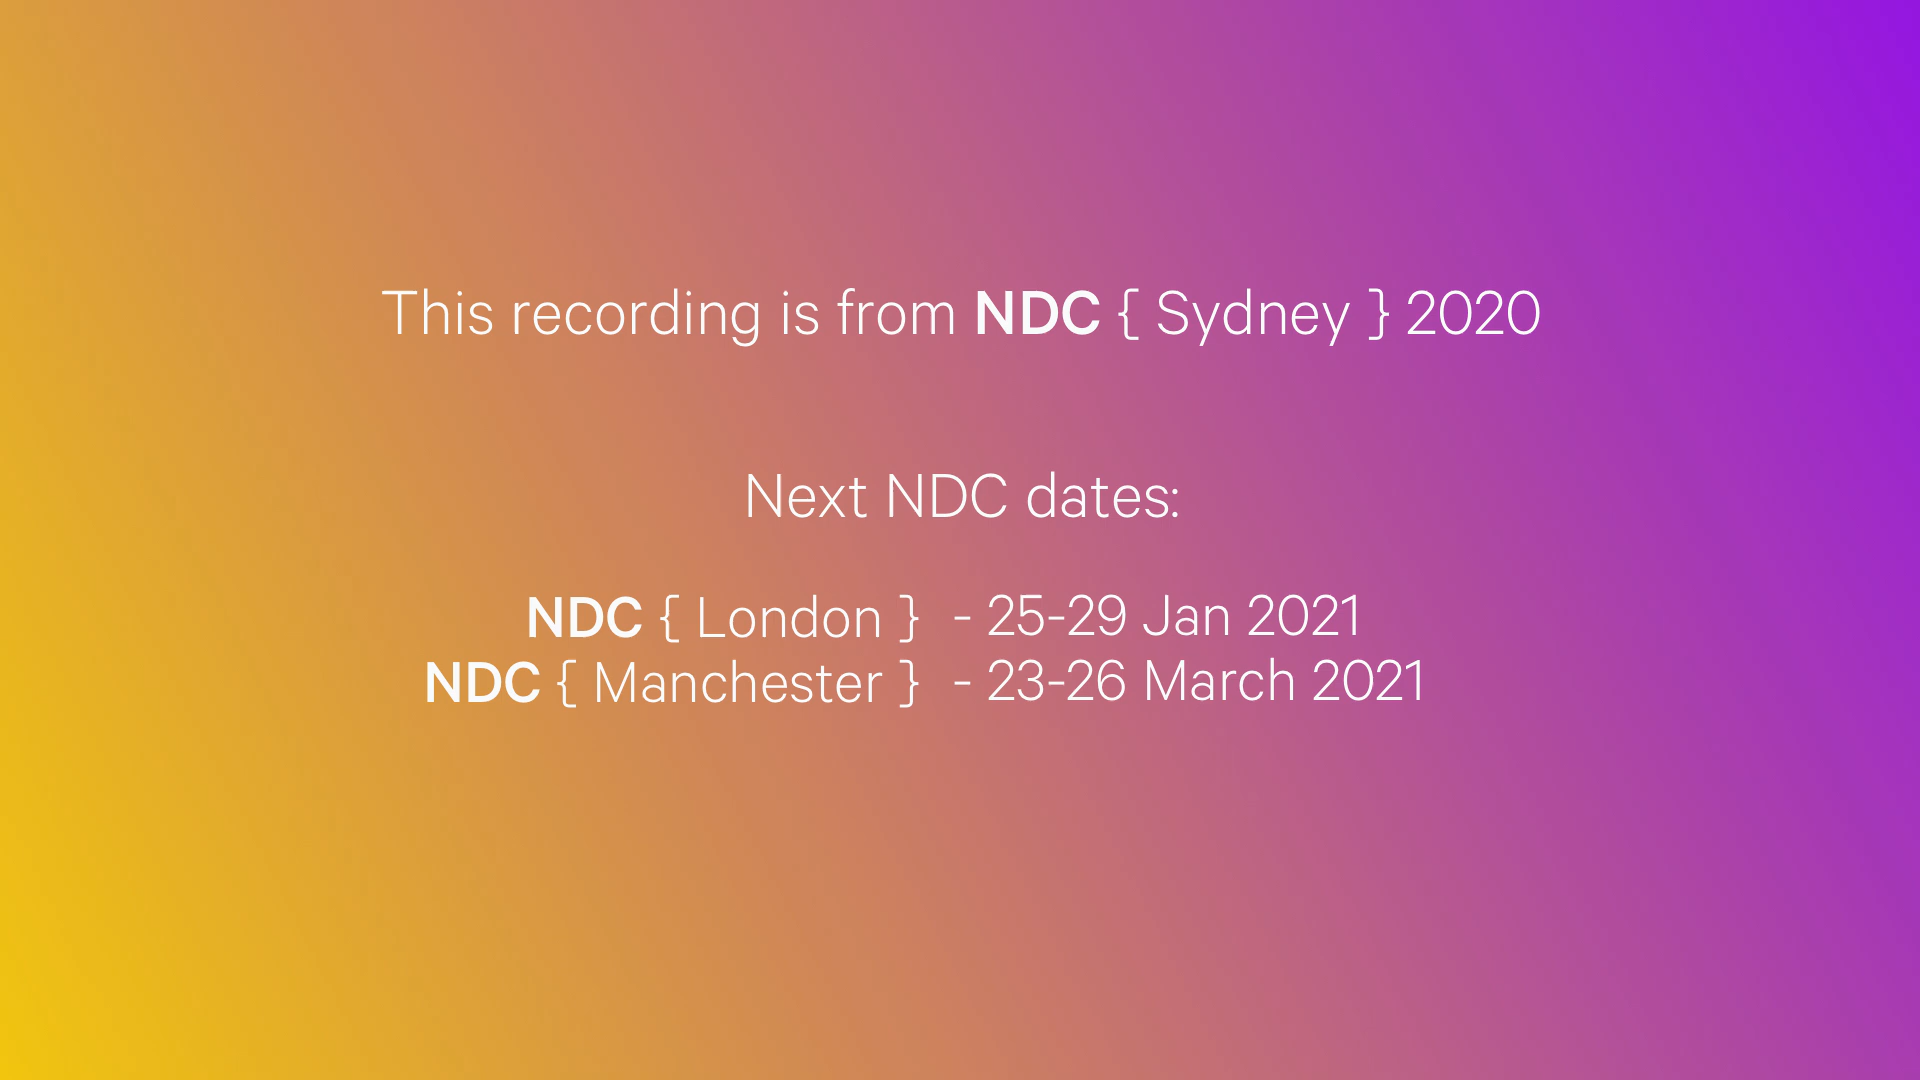 This recording is from NDC { Sydney } 2020
Next NDC dates:
NDC { London } - 25-29 Jan 2021
NDC { Manchester } - 23-26 March 2021